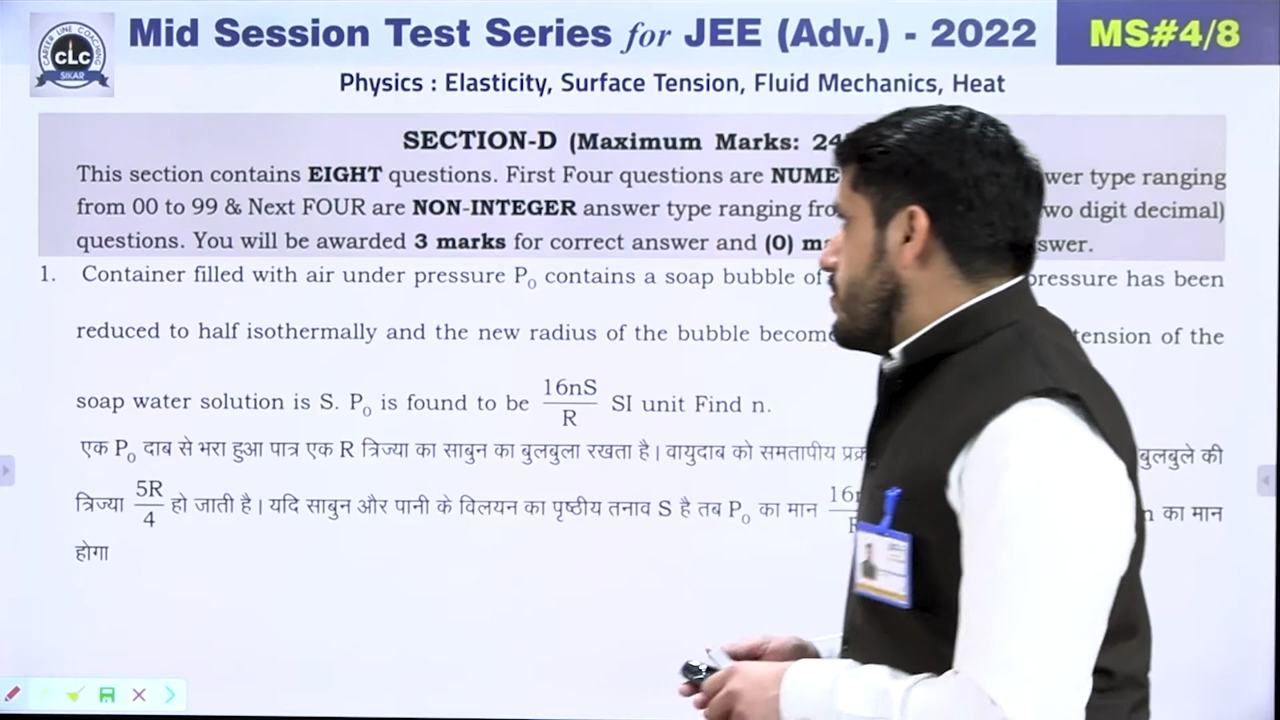 CAREER LINE COACHING
CLC
SIKAR
Mid Session Test Series for JEE (Adv.) - 2022
MS#4/8
Physics : Elasticity, Surface Tension, Fluid Mechanics, Heat
SECTION-D (Maximum Marks: 24
This section contains EIGHT questions. First Four questions are NUME wer type ranging
from 00 to 99 & Next FOUR are NON-INTEGER answer type ranging fro two digit decimal)
questions. You will be awarded 3 marks for correct answer and (0) ma swer.
1. Container filled with air under pressure P₀ contains a soap bubble of pressure has been
reduced to half isothermally and the new radius of the bubble become tension of the
soap water solution is S. P₀ is found to be 16nS/R SI unit Find n.
एक P₀ दाब से भरा हुआ पात्र एक R त्रिज्या का साबुन का बुलबुला रखता है। वायुदाब को समतापीय प्रक्र बुलबुले की
त्रिज्या 5R/4 हो जाती है। यदि साबुन और पानी के विलयन का पृष्ठीय तनाव S है तब P₀ का मान 16n n का मान
होगा